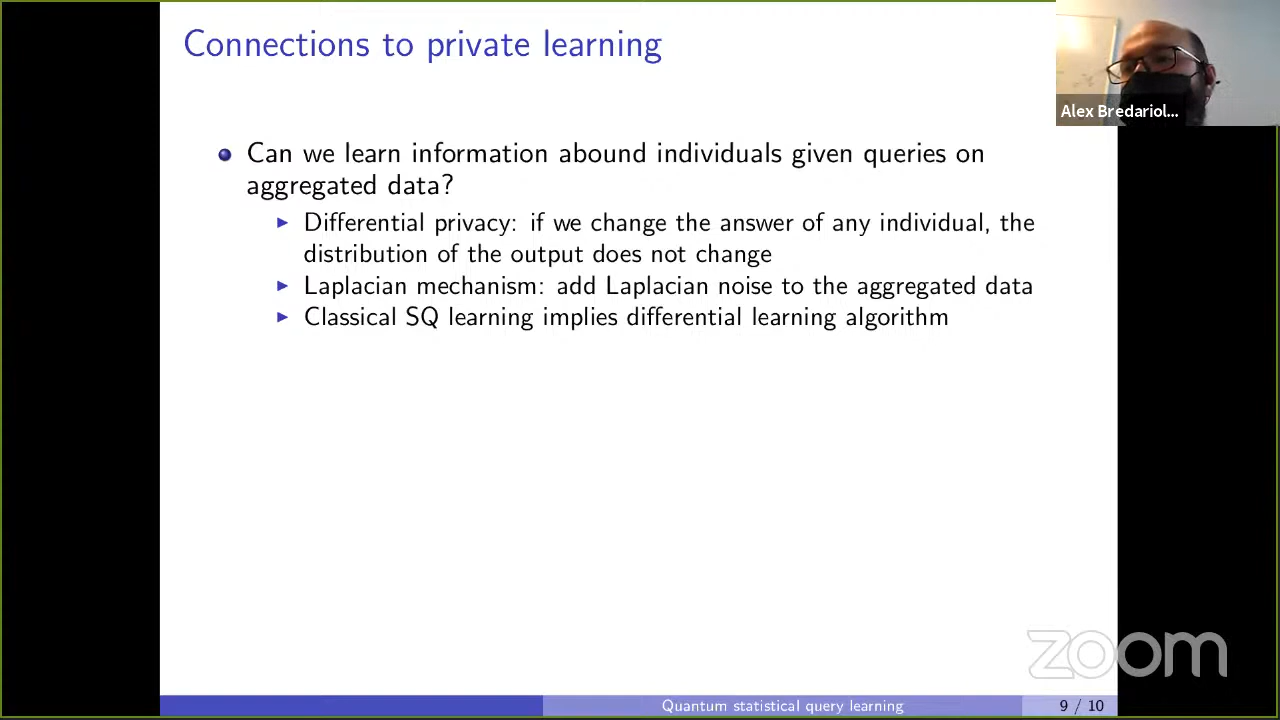 Connections to private learning
Alex Bredariol...
Can we learn information abound individuals given queries on
aggregated data?
Differential privacy: if we change the answer of any individual, the
distribution of the output does not change
Laplacian mechanism: add Laplacian noise to the aggregated data
Classical SQ learning implies differential learning algorithm
zoom
Quantum statistical query learning
9 / 10